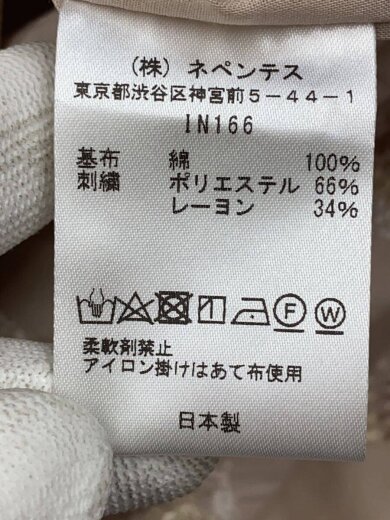 (株) ネペンテス
東京都渋谷区神宮前5-44-1
IN166
基布 綿 100%
刺繍 ポリエステル 66%
レーヨン 34%
F W
柔軟剤禁止
アイロン掛けはあて布使用
日本製